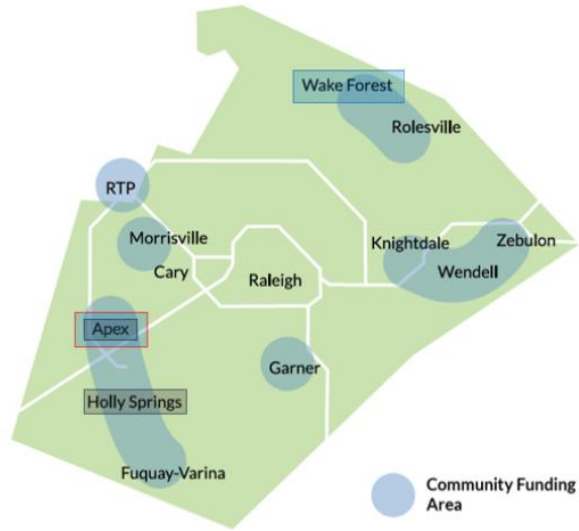 Wake Forest
Rolesville
RTP
Morrisville
Knightdale
Zebulon
Cary
Raleigh
Wendell
Apex
Garner
Holly Springs
Fuquay-Varina
Community Funding
Area